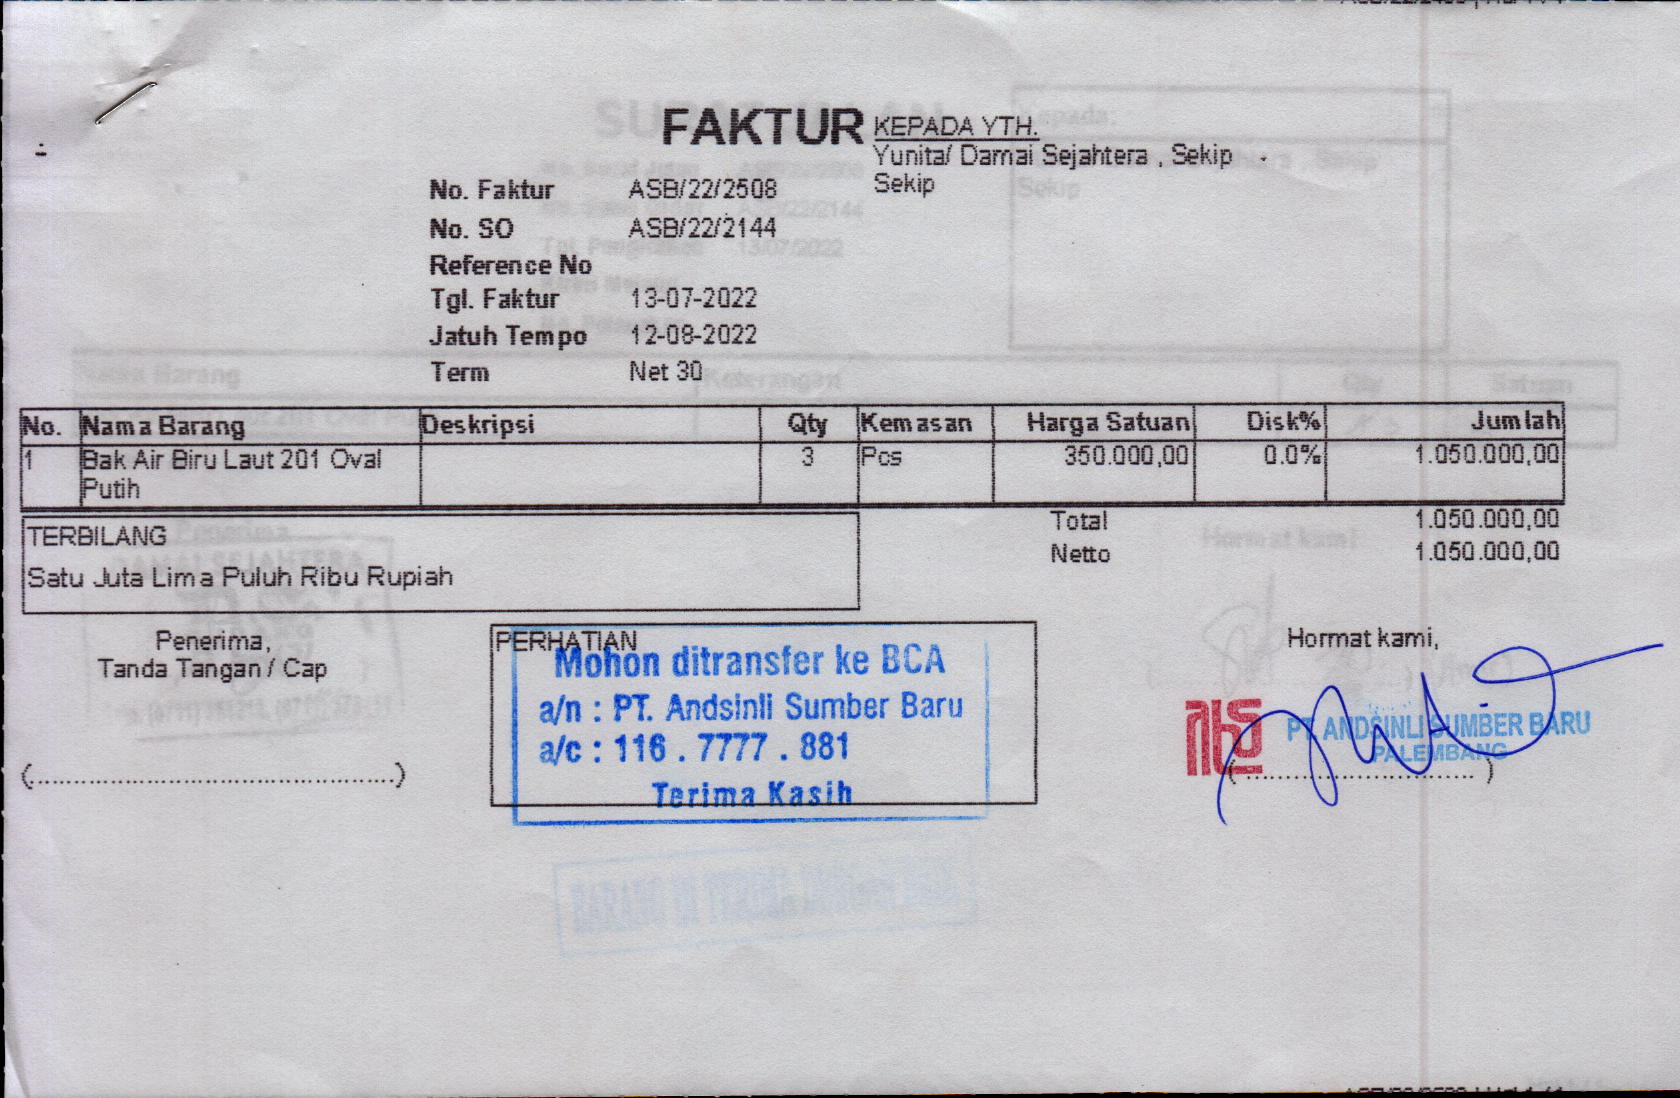 FAKTUR
KEPADA YTH.
Yunita/ Damai Sejahtera , Sekip -
Sekip
No. Faktur ASB/22/2508
No. SO ASB/22/2144
Reference No
Tgl. Faktur 13-07-2022
Jatuh Tempo 12-08-2022
Term Net 30
No. Nama Barang Deskripsi Qty Kemasan Harga Satuan Disk% Jumlah
1 Bak Air Biru Laut 201 Oval 3 Pcs 350.000,00 0.0% 1.050.000,00
Putih
Total 1.050.000,00
Netto 1.050.000,00
TERBILANG
Satu Juta Lima Puluh Ribu Rupiah
Penerima,
Tanda Tangan / Cap
(..........................................)
PERHATIAN
Mohon ditransfer ke BCA
a/n : PT. Andsinli Sumber Baru
a/c : 116 . 7777 . 881
Terima Kasih
Hormat kami,
PT. ANDSINLI SUMBER BARU
PALEMBANG
(............................)